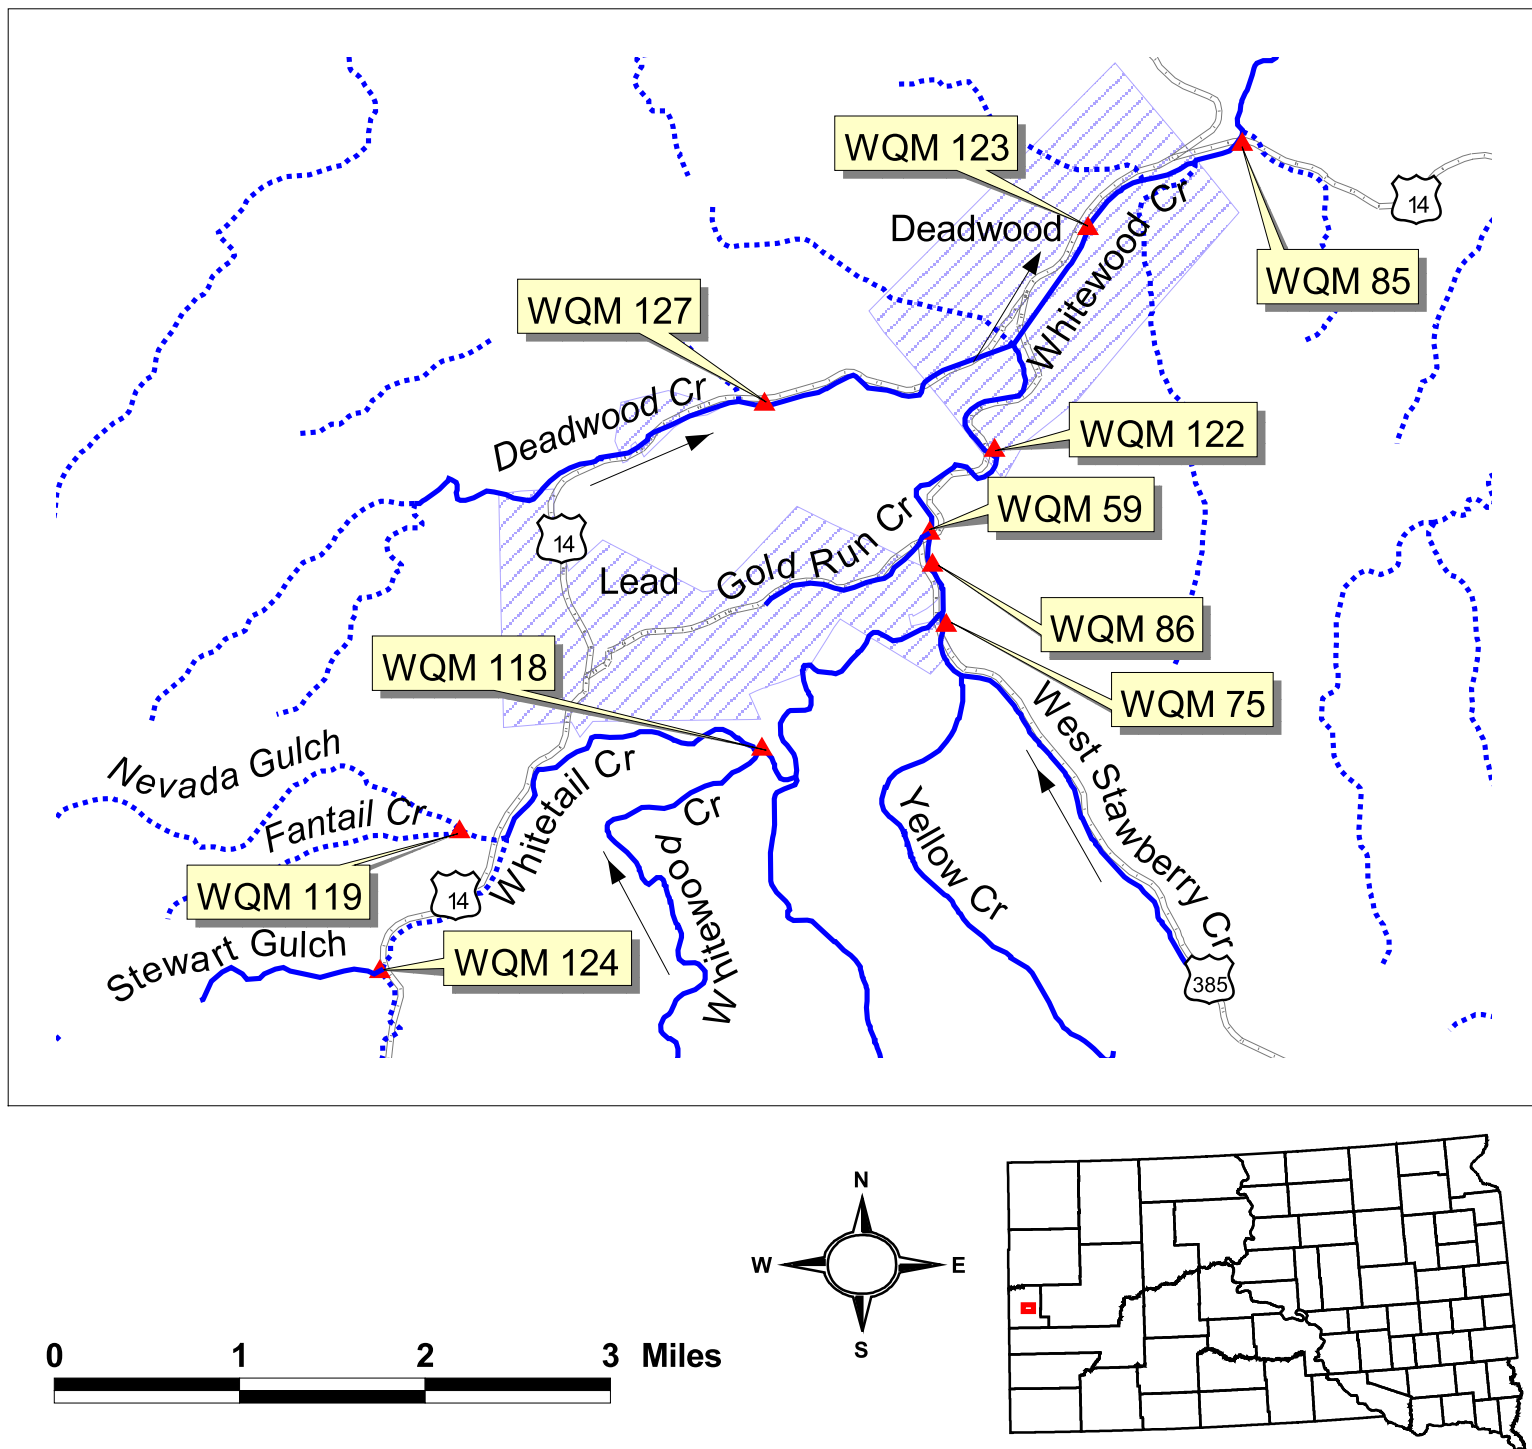 WQM 123
14
Deadwood
Whitewood Cr
WQM 85
WQM 127
Deadwood Cr
WQM 122
WQM 59
14
Lead
Gold Run Cr
WQM 86
WQM 118
WQM 75
West Stawberry Cr
Nevada Gulch
Fantail Cr
Whitetail Cr
Whitewood Cr
Yellow Cr
WQM 119
14
Stewart Gulch
WQM 124
385
N
W
E
S
0 1 2 3 Miles